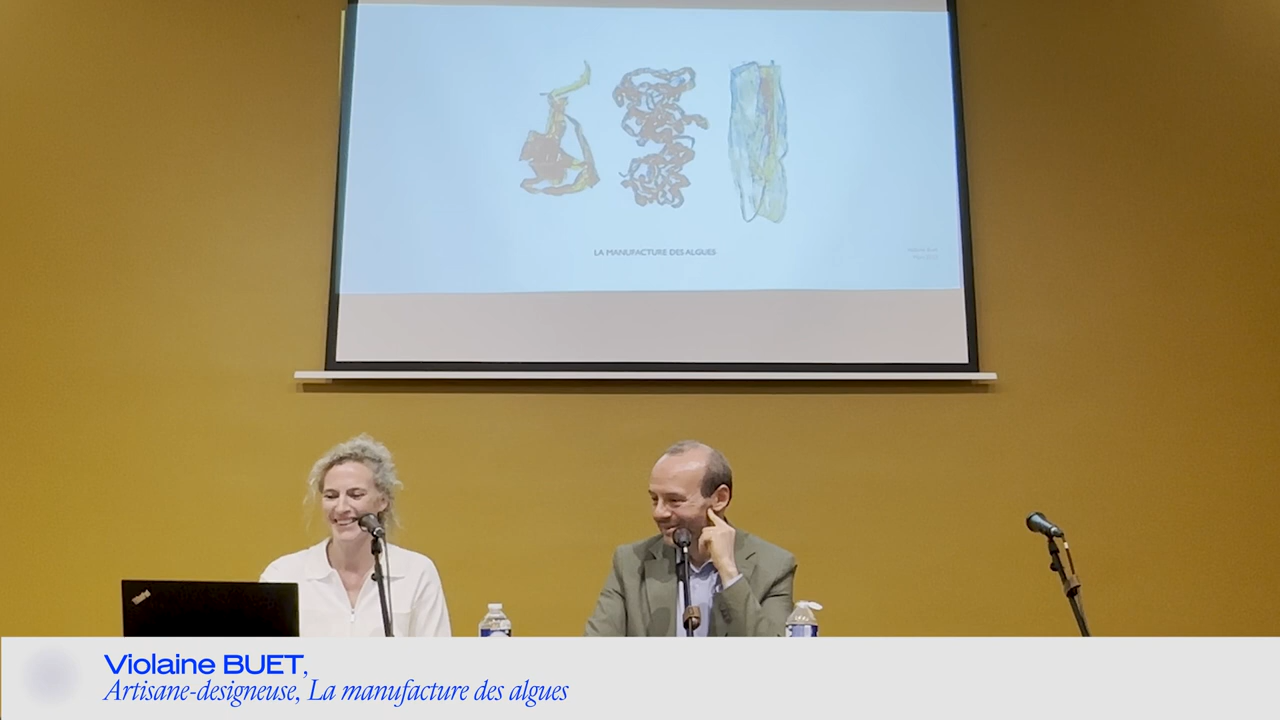 LA MANUFACTURE DES ALGUES
Violaine BUET,
Artisane-designeuse, La manufacture des algues